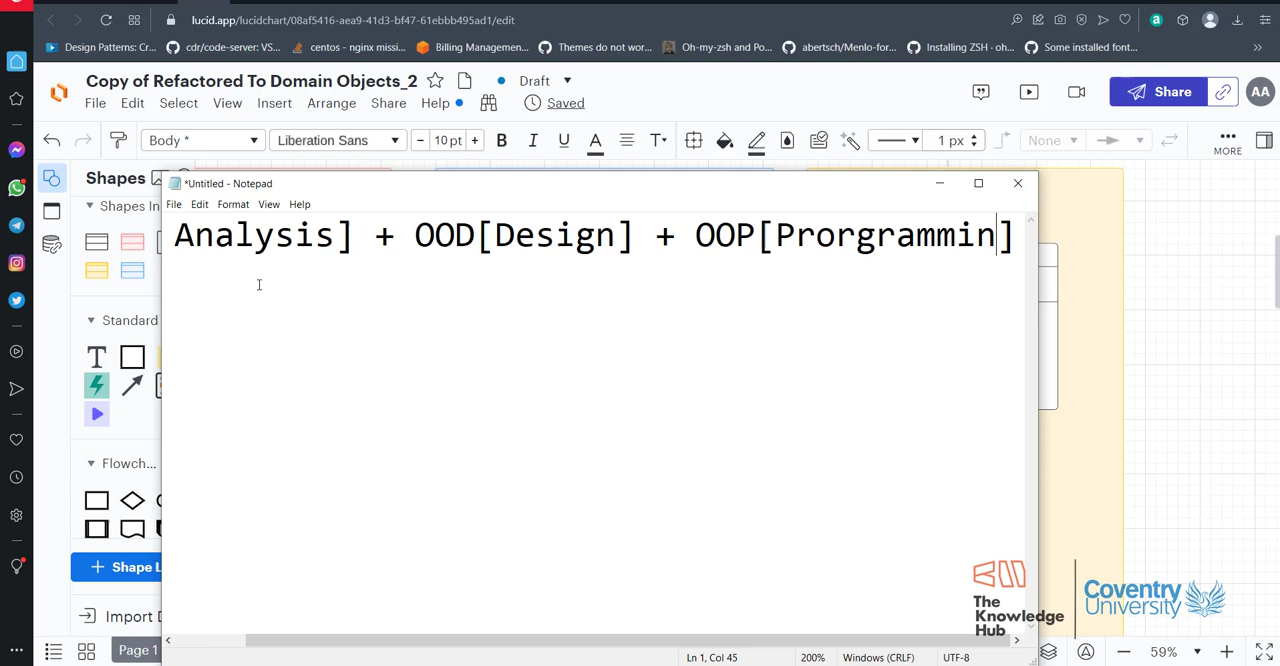 lucid.app/lucidchart/08af5416-aea9-41d3-bf47-61ebbb495ad1/edit
a
Design Patterns: Cr...
cdr/code-server: VS...
centos - nginx missi...
Billing Managemen...
Themes do not wor...
Oh-my-zsh and Po...
abertsch/Menlo-for...
Installing ZSH · oh...
Some installed font...
Copy of Refactored To Domain Objects_2
Draft
File Edit Select View Insert Arrange Share Help
Saved
Share
AA
Body *
Liberation Sans
− 10 pt +
B I U A T
1 px
None
MORE
Shapes
*Untitled - Notepad
File Edit Format View Help
Shapes In
Analysis] + OOD[Design] + OOP[Prorgrammin]
Standard
T
Flowch...
+ Shape L
Import D
Page 1
Ln 1, Col 45
200%
Windows (CRLF)
UTF-8
The
Knowledge
Hub
Coventry
University
59%